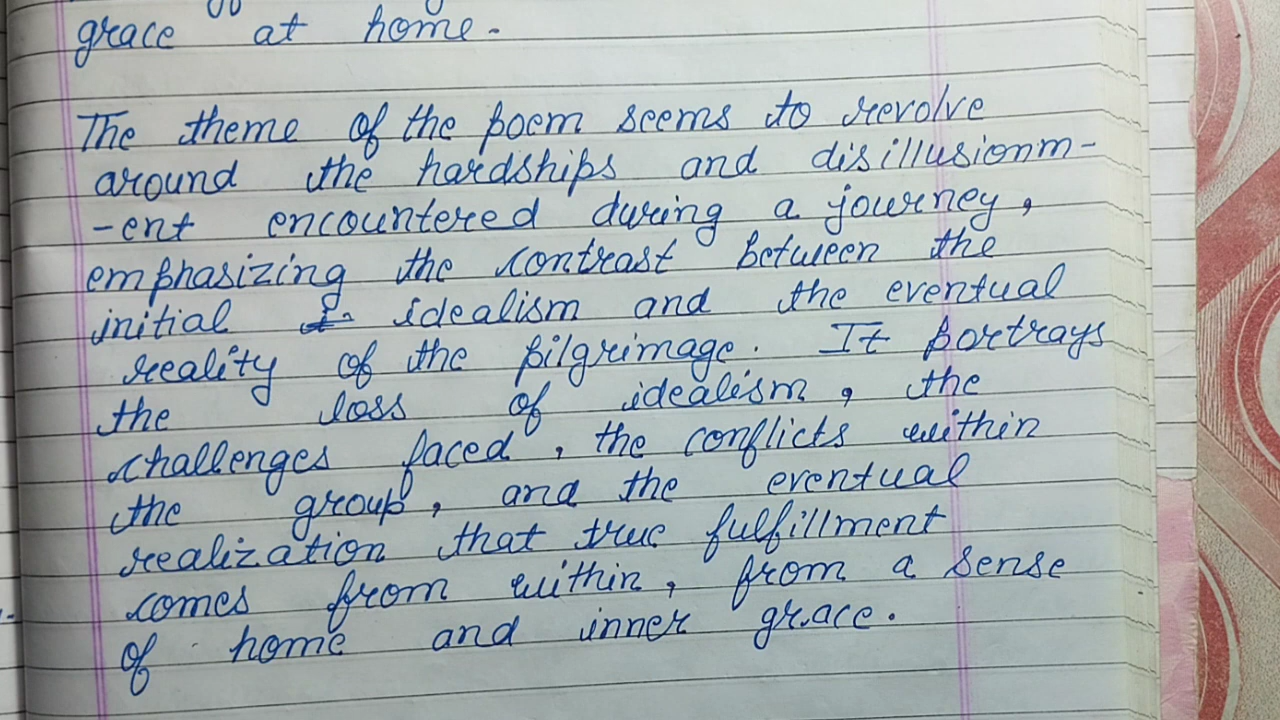 grace at home.
The theme of the poem seems to revolve
around the hardships and disillusionm-
-ent encountered during a journey,
emphasizing the contrast between the
initial idealism and the eventual
reality of the pilgrimage. It portrays
the loss of idealism, the
challenges faced, the conflicts within
the group, and the eventual
realization that true fulfillment
comes from within, from a sense
of home and inner grace.